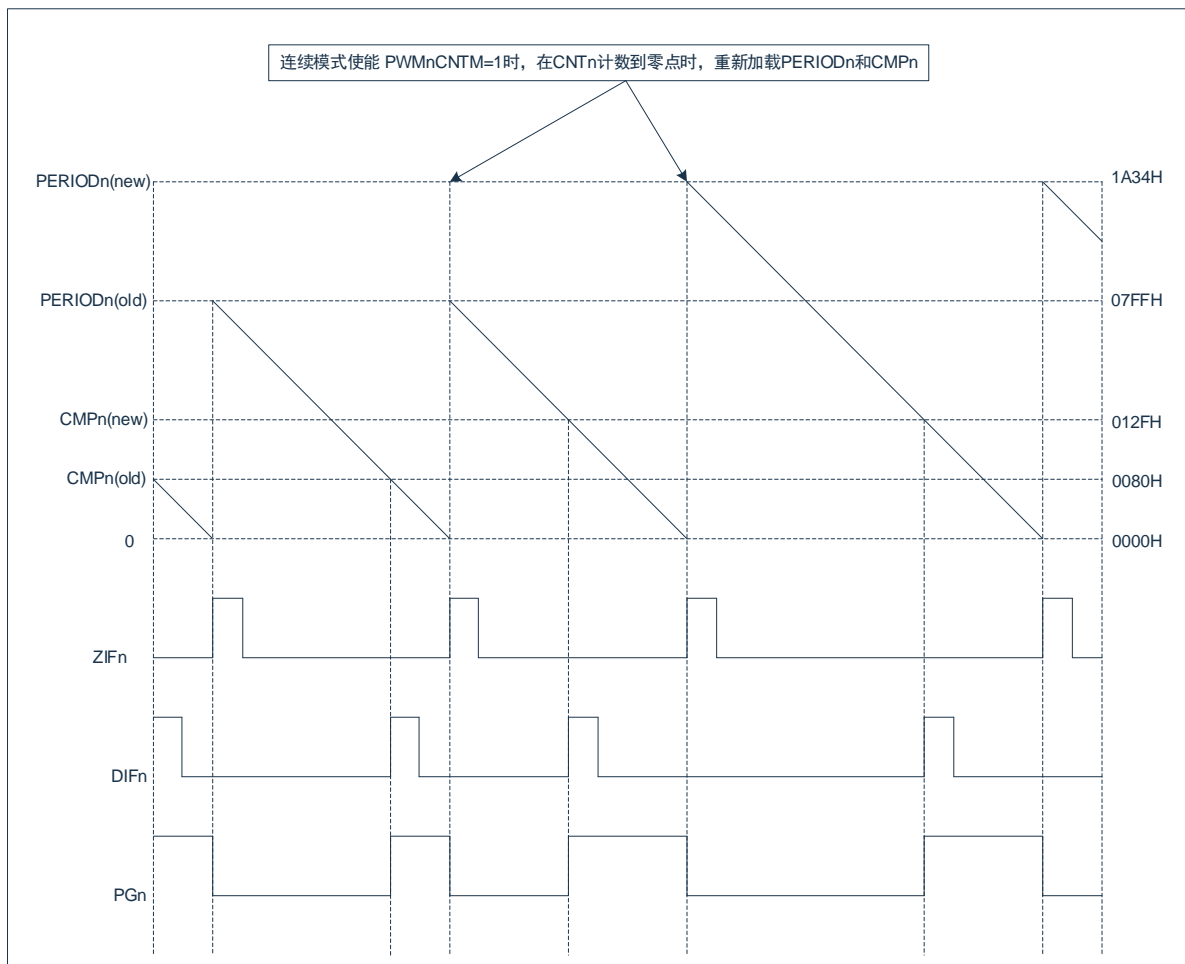 连续模式使能 PWMnCNTM=1时，在CNTn计数到零点时，重新加载PERIODn和CMPn
PERIODn(new)
1A34H
PERIODn(old)
07FFH
CMPn(new)
012FH
CMPn(old)
0080H
0
0000H
ZIFn
DIFn
PGn